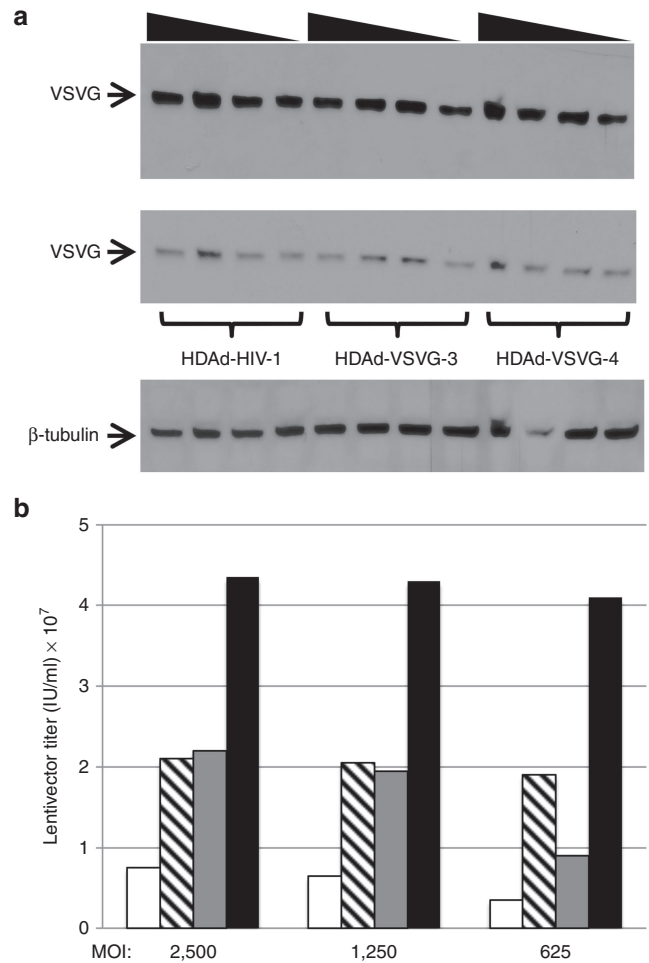 a
VSVG
VSVG
HDAd-HIV-1 HDAd-VSVG-3 HDAd-VSVG-4
β-tubulin
b
Lentivector titer (IU/ml) × 10⁷
5
4
3
2
1
0
MOI: 2,500 1,250 625